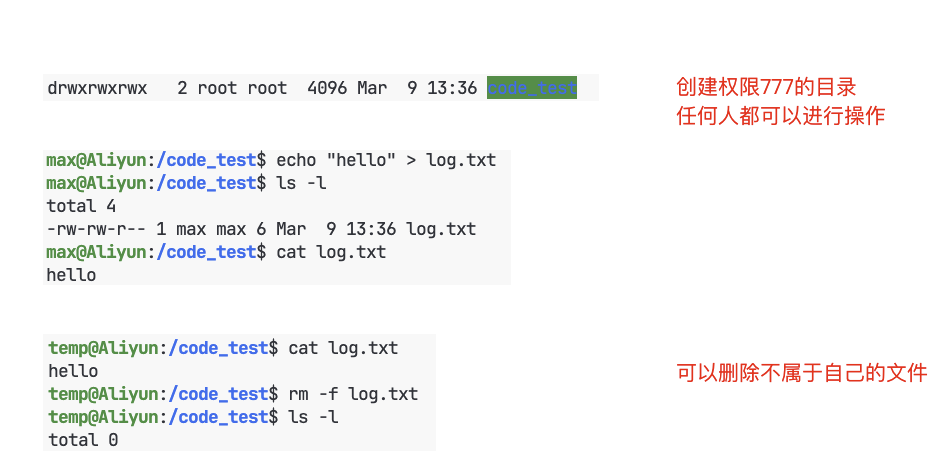 drwxrwxrwx   2 root root  4096 Mar  9 13:36 code_test
创建权限777的目录
任何人都可以进行操作
max@Aliyun:/code_test$ echo "hello" > log.txt
max@Aliyun:/code_test$ ls -l
total 4
-rw-rw-r-- 1 max max 6 Mar  9 13:36 log.txt
max@Aliyun:/code_test$ cat log.txt
hello
temp@Aliyun:/code_test$ cat log.txt
hello
可以删除不属于自己的文件
temp@Aliyun:/code_test$ rm -f log.txt
temp@Aliyun:/code_test$ ls -l
total 0